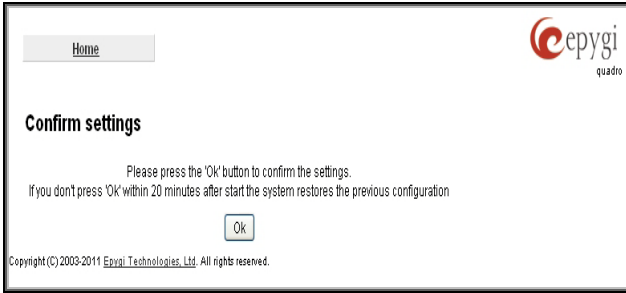 Home
epygi
quadro
Confirm settings
Please press the 'Ok' button to confirm the settings.
If you don't press 'Ok' within 20 minutes after start the system restores the previous configuration
Ok
Copyright (C) 2003-2011 Epygi Technologies, Ltd. All rights reserved.